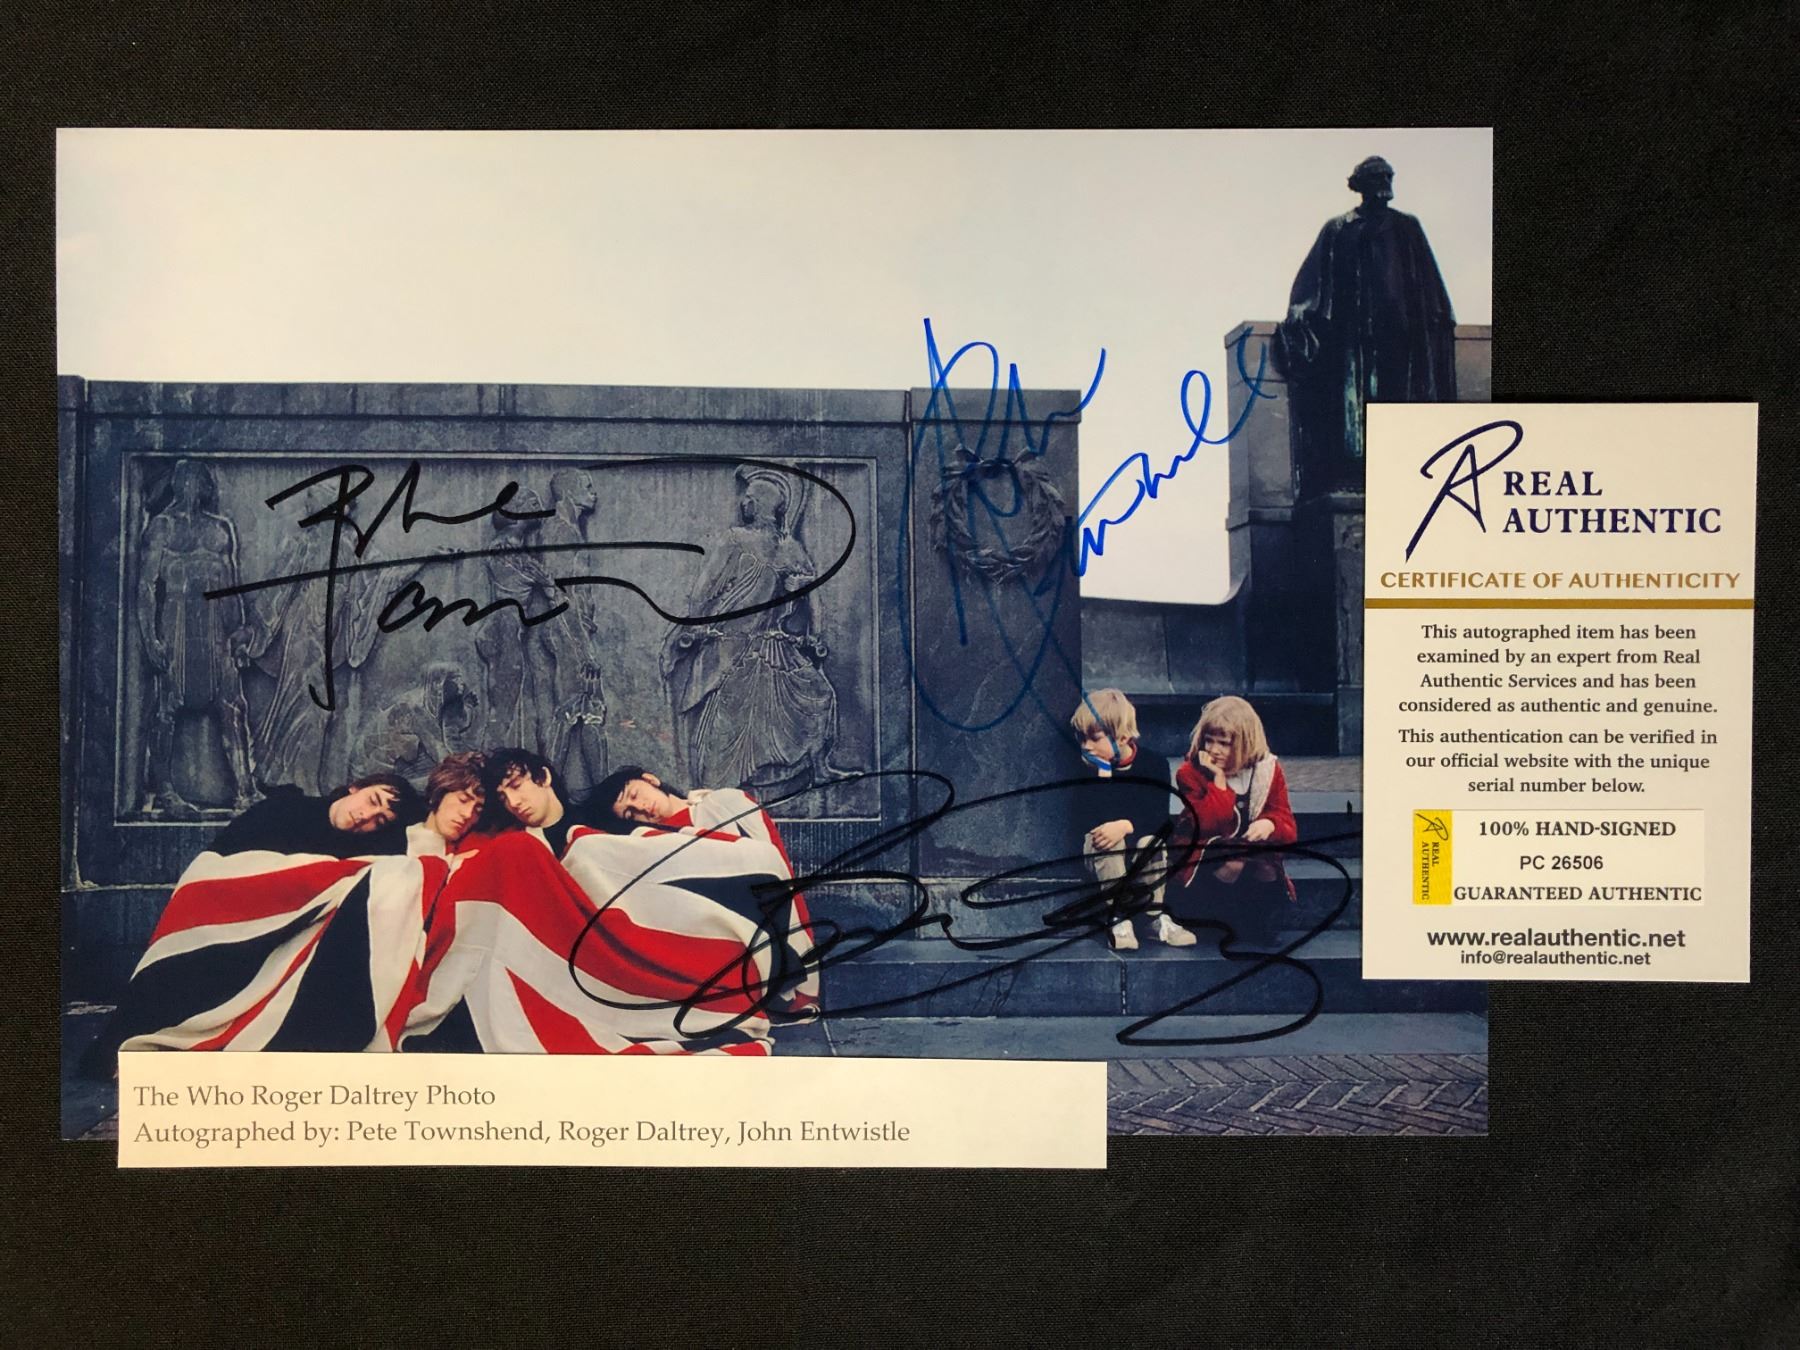 REAL
AUTHENTIC
CERTIFICATE OF AUTHENTICITY
This autographed item has been
examined by an expert from Real
Authentic Services and has been
considered as authentic and genuine.
This authentication can be verified in
our official website with the unique
serial number below.
REAL
AUTHENTIC
100% HAND-SIGNED
PC 26506
GUARANTEED AUTHENTIC
www.realauthentic.net
info@realauthentic.net
The Who Roger Daltrey Photo
Autographed by: Pete Townshend, Roger Daltrey, John Entwistle